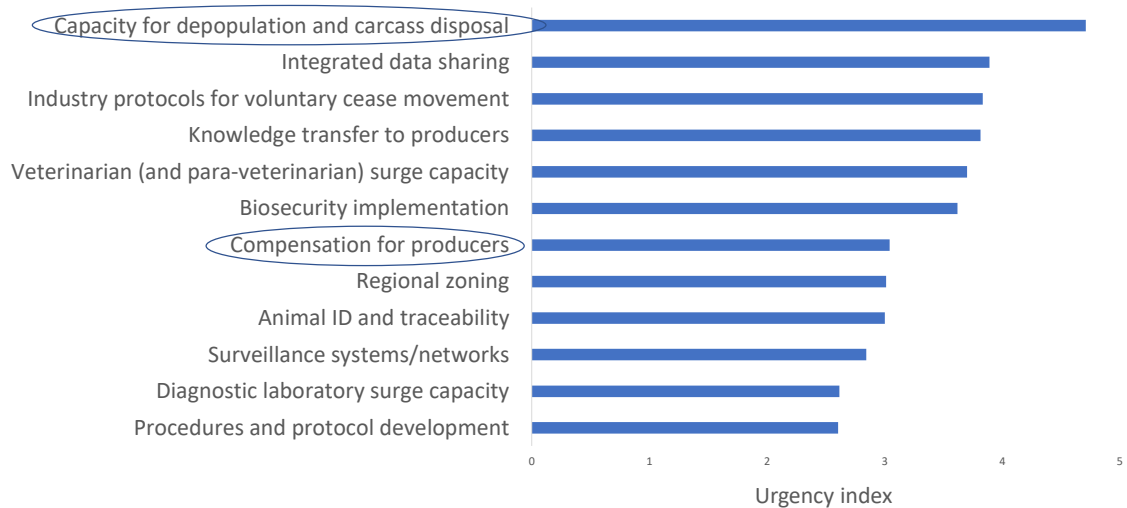 Capacity for depopulation and carcass disposal
Integrated data sharing
Industry protocols for voluntary cease movement
Knowledge transfer to producers
Veterinarian (and para-veterinarian) surge capacity
Biosecurity implementation
Compensation for producers
Regional zoning
Animal ID and traceability
Surveillance systems/networks
Diagnostic laboratory surge capacity
Procedures and protocol development
0 1 2 3 4 5
Urgency index